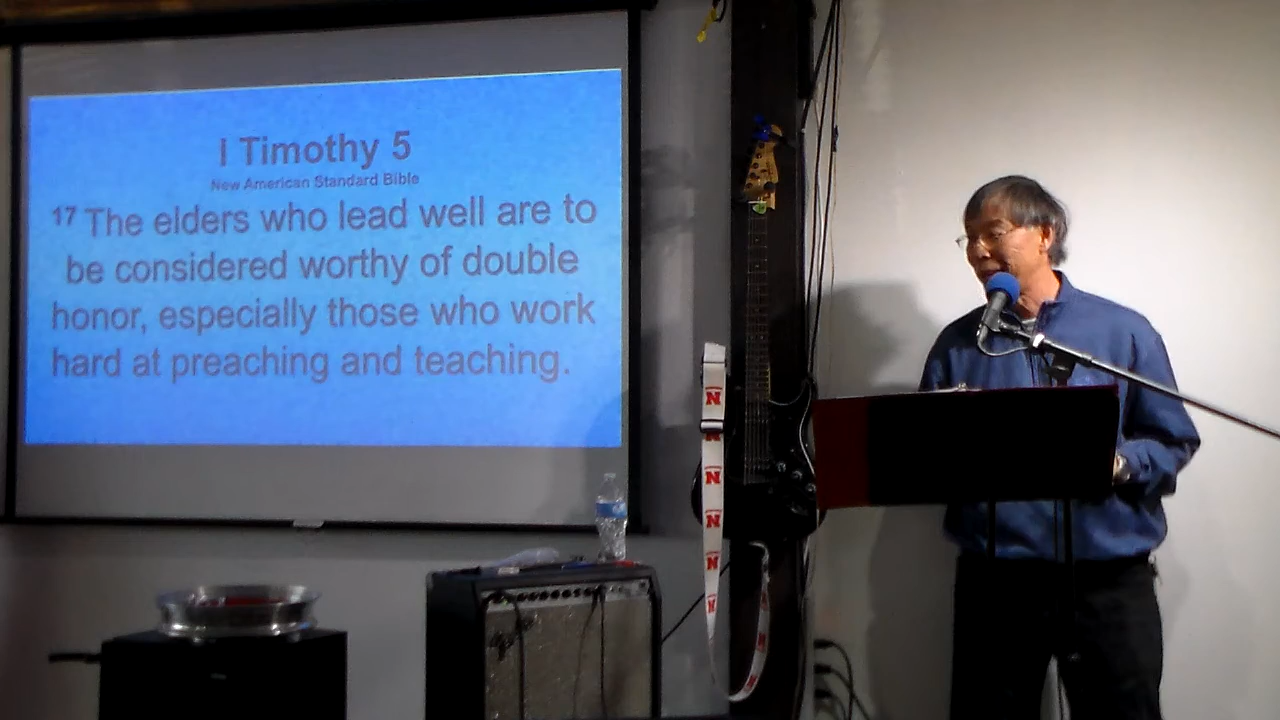 I Timothy 5
New American Standard Bible
17 The elders who lead well are to
be considered worthy of double
honor, especially those who work
hard at preaching and teaching.
N
N
N
N
N
N